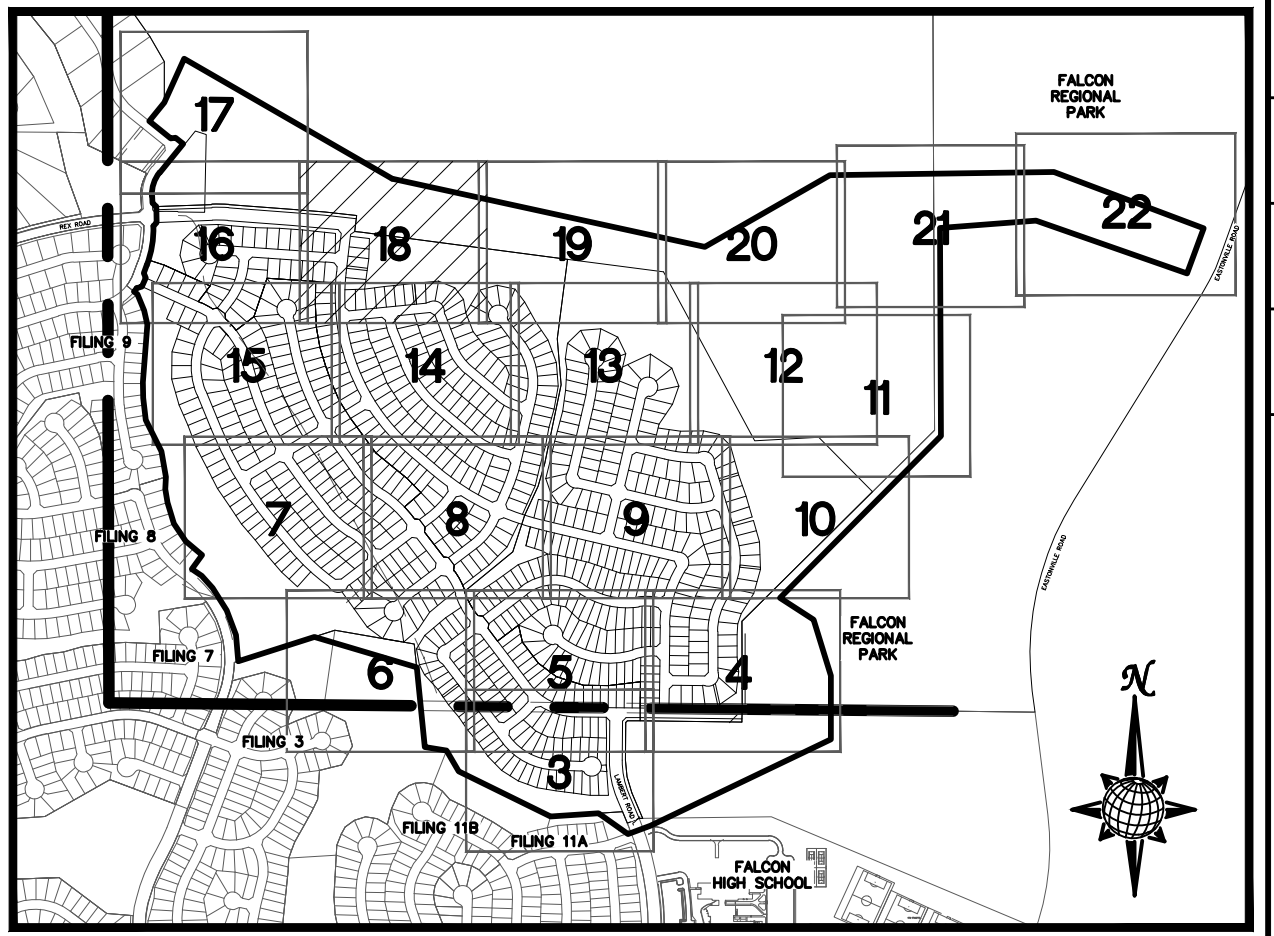 FALCON
REGIONAL
PARK
17
22
REX ROAD
16
18
19
20
21
EASTONVILLE ROAD
FILING 9
15
14
13
12
11
7
8
9
10
FILING 8
EASTONVILLE ROAD
FALCON
REGIONAL
PARK
FILING 7
6
5
4
N
FILING 3
3
LAMBERT ROAD
FILING 11B
FILING 11A
FALCON
HIGH SCHOOL